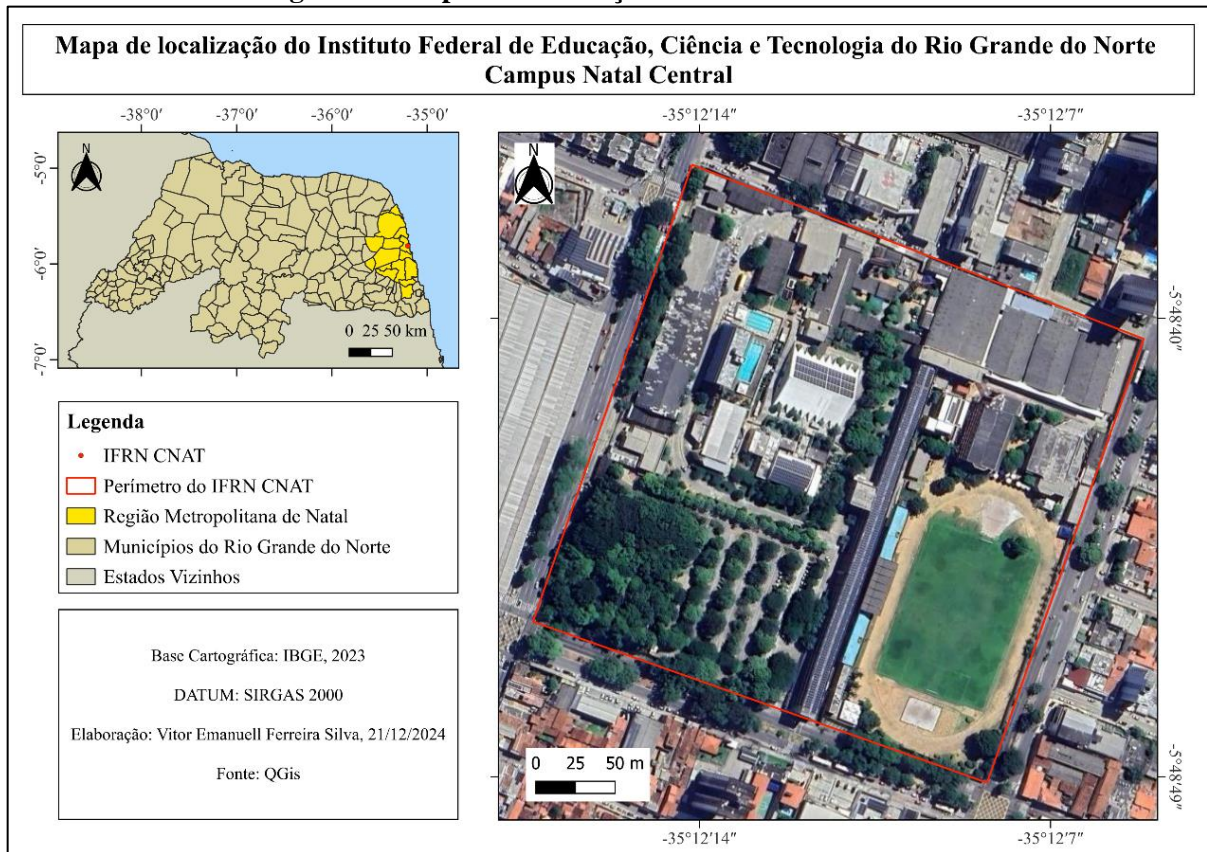 Mapa de localização do Instituto Federal de Educação, Ciência e Tecnologia do Rio Grande do Norte
Campus Natal Central
-38°0′ -37°0′ -36°0′ -35°0′
-5°0′
-6°0′
-7°0′
N
0 25 50 km
Legenda
IFRN CNAT
Perímetro do IFRN CNAT
Região Metropolitana de Natal
Municípios do Rio Grande do Norte
Estados Vizinhos
Base Cartográfica: IBGE, 2023
DATUM: SIRGAS 2000
Elaboração: Vitor Emanuell Ferreira Silva, 21/12/2024
Fonte: QGis
-35°12′14″ -35°12′7″
N
-5°48′40″
-5°48′49″
0 25 50 m
-35°12′14″ -35°12′7″